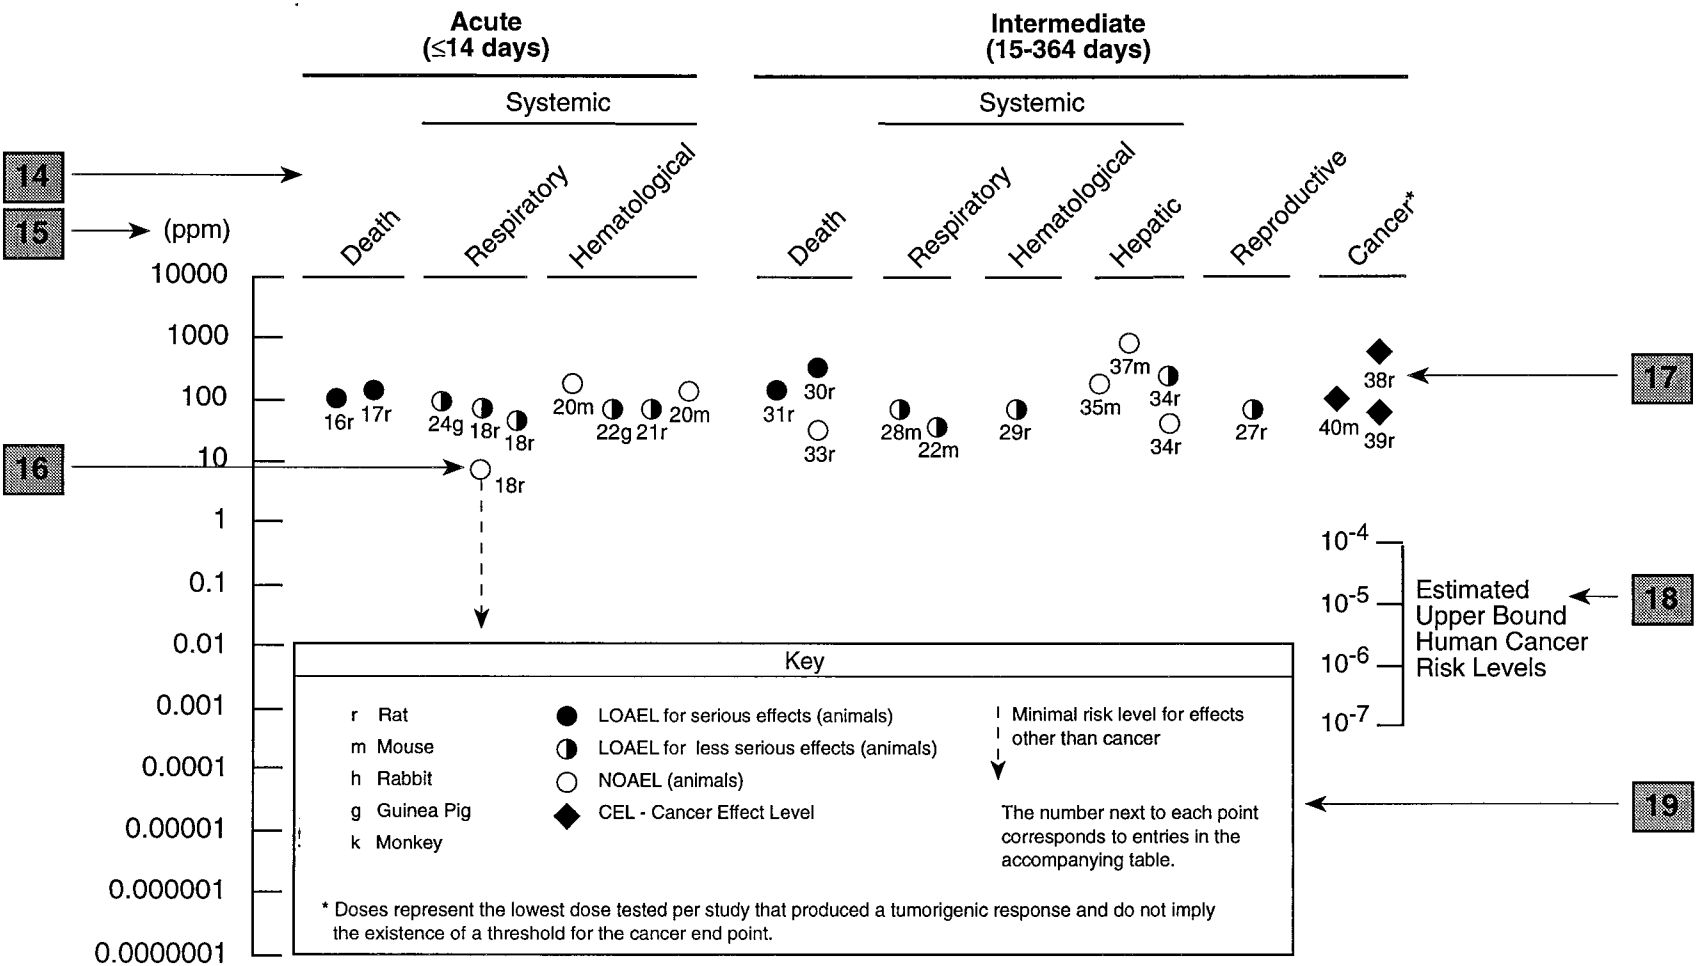 Acute
(≤14 days)
Intermediate
(15-364 days)
Systemic
Systemic
14
15
(ppm)
Death
Respiratory
Hematological
Death
Respiratory
Hematological
Hepatic
Reproductive
Cancer*
10000
1000
100
10
1
0.1
0.01
0.001
0.0001
0.00001
0.000001
0.0000001
16r
17r
24g
18r
18r
18r
20m
22g
21r
20m
31r
30r
33r
28m
22m
29r
35m
37m
34r
34r
27r
40m
38r
39r
16
17
10-4
10-5
10-6
10-7
Estimated
Upper Bound
Human Cancer
Risk Levels
18
19
Key
r Rat
m Mouse
h Rabbit
g Guinea Pig
k Monkey
LOAEL for serious effects (animals)
LOAEL for less serious effects (animals)
NOAEL (animals)
CEL - Cancer Effect Level
Minimal risk level for effects
other than cancer
The number next to each point
corresponds to entries in the
accompanying table.
* Doses represent the lowest dose tested per study that produced a tumorigenic response and do not imply
the existence of a threshold for the cancer end point.